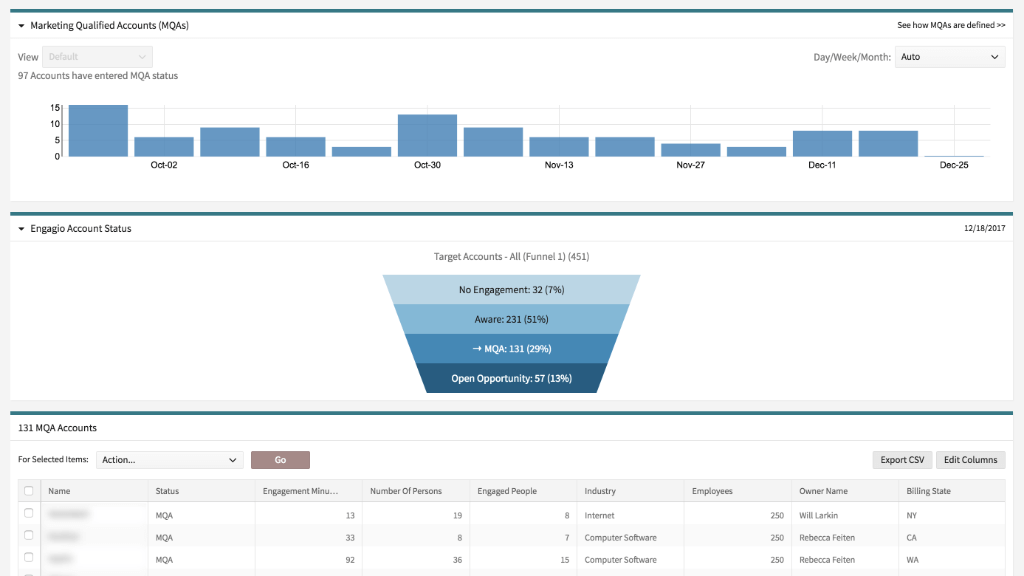 Marketing Qualified Accounts (MQAs) See how MQAs are defined >>
View Default Day/Week/Month: Auto
97 Accounts have entered MQA status
15
10
5
0
Oct-02 Oct-16 Oct-30 Nov-13 Nov-27 Dec-11 Dec-25
Engagio Account Status 12/18/2017
Target Accounts - All (Funnel 1) (451)
No Engagement: 32 (7%)
Aware: 231 (51%)
→ MQA: 131 (29%)
Open Opportunity: 57 (13%)
131 MQA Accounts
For Selected Items: Action... Go Export CSV Edit Columns
Name Status Engagement Minu... Number Of Persons Engaged People Industry Employees Owner Name Billing State
MQA 13 19 8 Internet 250 Will Larkin NY
MQA 33 8 7 Computer Software 250 Rebecca Feiten CA
MQA 92 36 15 Computer Software 250 Rebecca Feiten WA